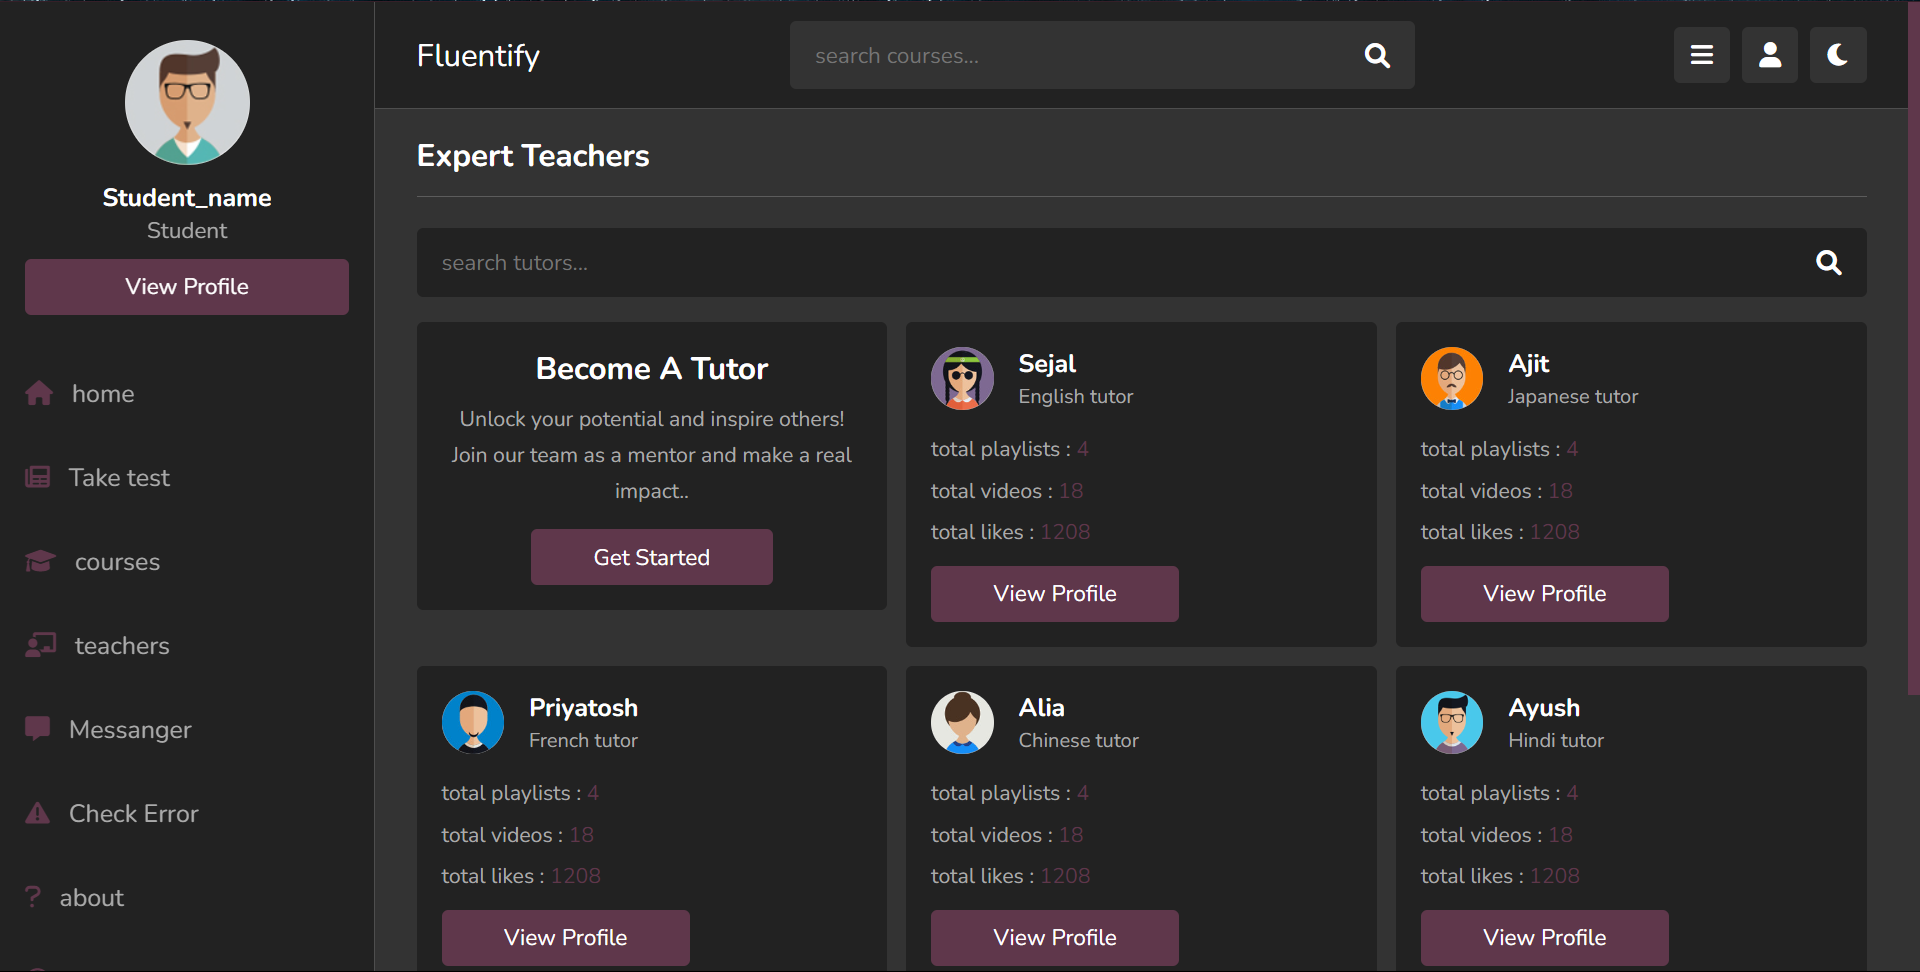 Student_name
Student
View Profile
home
Take test
courses
teachers
Messanger
Check Error
about
Fluentify
search courses...
Expert Teachers
search tutors...
Become A Tutor
Unlock your potential and inspire others!
Join our team as a mentor and make a real
impact..
Get Started
Sejal
English tutor
total playlists : 4
total videos : 18
total likes : 1208
View Profile
Ajit
Japanese tutor
total playlists : 4
total videos : 18
total likes : 1208
View Profile
Priyatosh
French tutor
total playlists : 4
total videos : 18
total likes : 1208
View Profile
Alia
Chinese tutor
total playlists : 4
total videos : 18
total likes : 1208
View Profile
Ayush
Hindi tutor
total playlists : 4
total videos : 18
total likes : 1208
View Profile